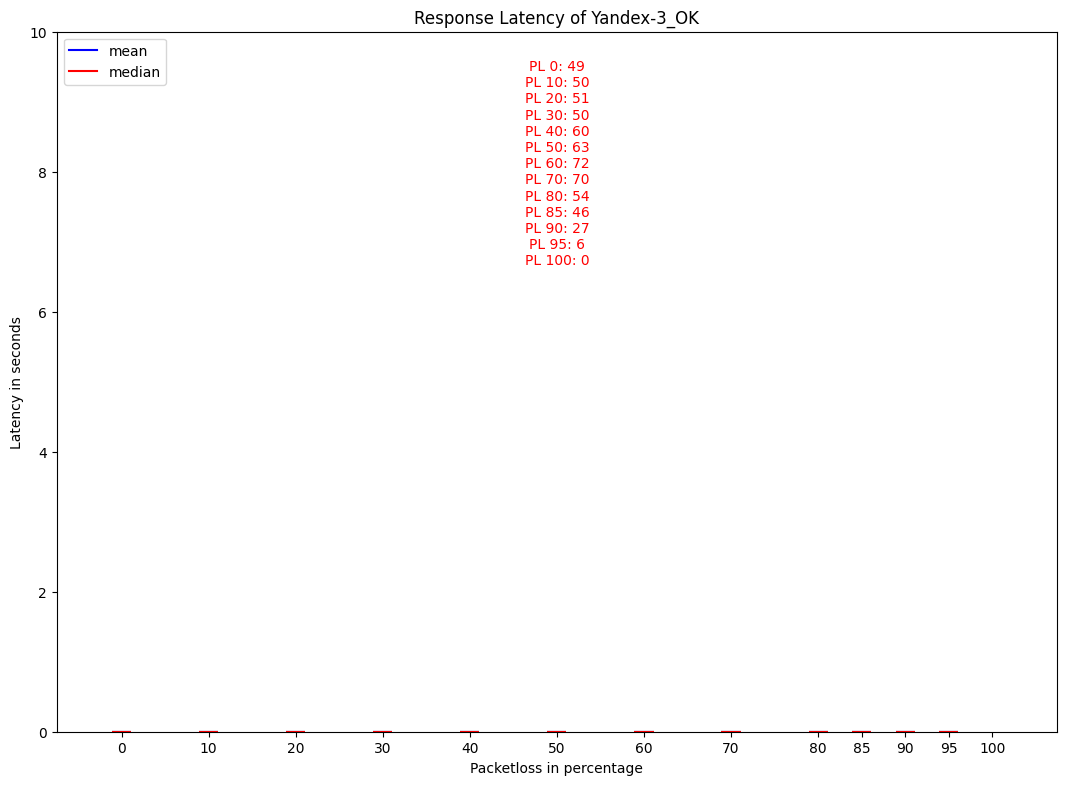 Response Latency of Yandex-3_OK
mean
median
PL 0: 49
PL 10: 50
PL 20: 51
PL 30: 50
PL 40: 60
PL 50: 63
PL 60: 72
PL 70: 70
PL 80: 54
PL 85: 46
PL 90: 27
PL 95: 6
PL 100: 0
Latency in seconds
10
8
6
4
2
0
0 10 20 30 40 50 60 70 80 85 90 95 100
Packetloss in percentage